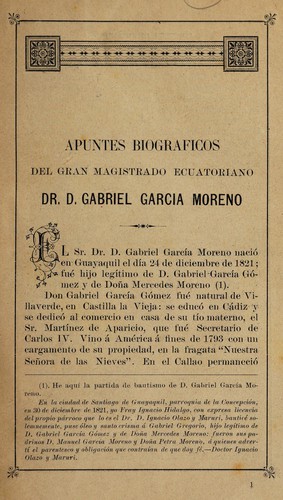 APUNTES BIOGRAFICOS
DEL GRAN MAGISTRADO ECUATORIANO
DR. D. GABRIEL GARCIA MORENO
EL Sr. Dr. D. Gabriel García Moreno nació
en Guayaquil el día 24 de diciembre de 1821;
fué hijo legítimo de D. Gabriel García Gó-
mez y de Doña Mercedes Moreno (1).
Don Gabriel García Gómez fué natural de Vi-
llaverde, en Castilla la Vieja: se educó en Cádiz y
se dedicó al comercio en casa de su tío materno, el
Sr. Martínez de Aparicio, que fué Secretario de
Carlos IV. Vino á América á fines de 1793 con
un cargamento de su propiedad, en la fragata "Nuestra
Señora de las Nieves". En el Callao permaneció
(1). He aquí la partida de bautismo de D. Gabriel García Mo-
reno.
En la ciudad de Santiago de Guayaquil, parroquia de la Concepción,
en 30 de diciembre de 1821, yo Fray Ignacio Hidalgo, con expresa licencia
del propio párroco que lo es el Dr. D. Ignacio Olazo y Maruri, bauticé so-
lemnemente, puse óleo y santo crisma á Gabriel Gregorio, hijo legítimo de
D. Gabriel García Gómez y de Doña Mercedes Moreno: fueron sus pa-
drinos D. Manuel García Moreno y Doña Petra Moreno, á quienes adver-
tí el parentesco y obligación que contraían de que doy fé.—Doctor Ignacio
Olazo y Maruri.
1